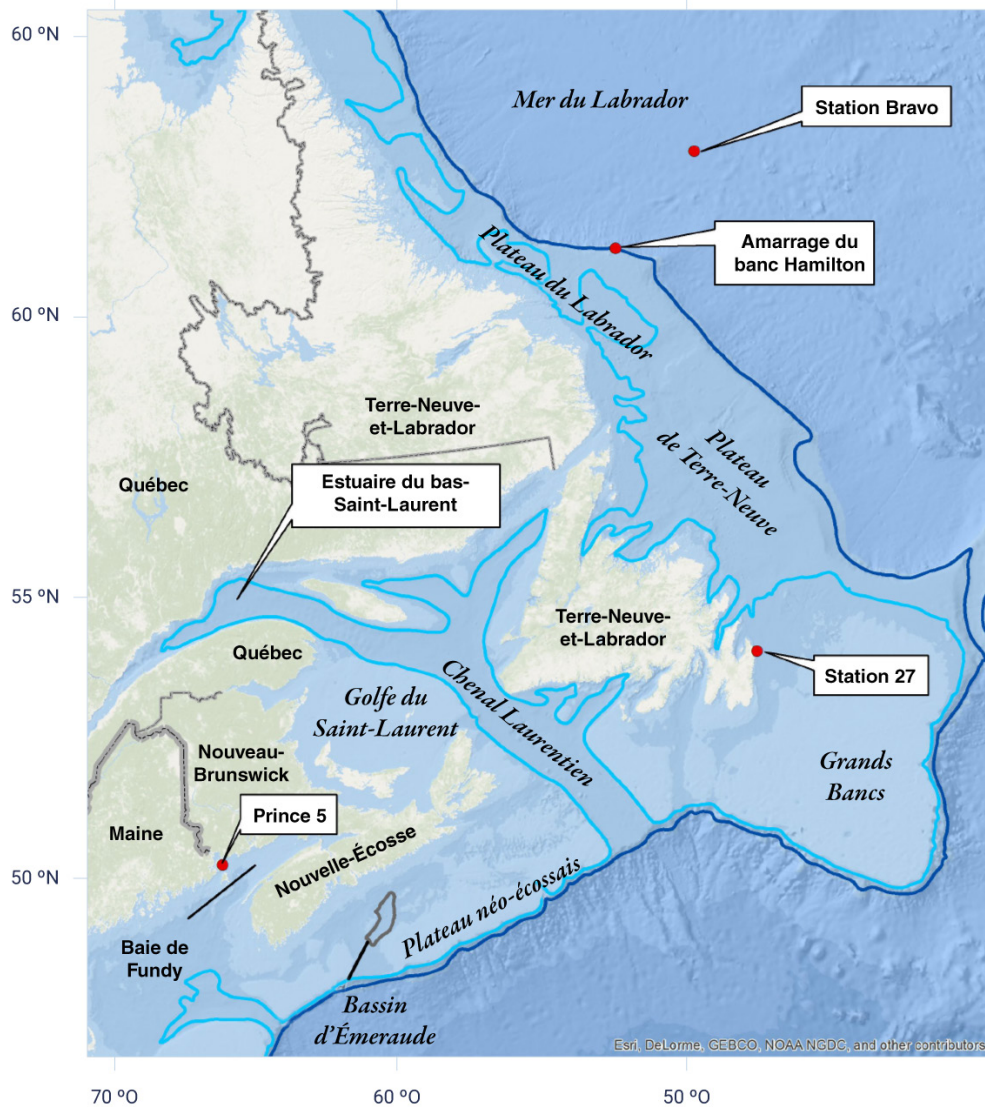 60 ºN
Mer du Labrador
Station Bravo
Amarrage du
banc Hamilton
Plateau du Labrador
60 ºN
Terre-Neuve-
et-Labrador
Plateau
de Terre-Neuve
Québec
Estuaire du bas-
Saint-Laurent
55 ºN
Terre-Neuve-
et-Labrador
Québec
Station 27
Golfe du
Saint-Laurent
Chenal Laurentien
Nouveau-
Brunswick
Grands
Bancs
Prince 5
Maine
Nouvelle-Écosse
50 ºN
Plateau néo-écossais
Baie de
Fundy
Bassin
d'Émeraude
Esri, DeLorme, GEBCO, NOAA NGDC, and other contributors
70 ºO
60 ºO
50 ºO